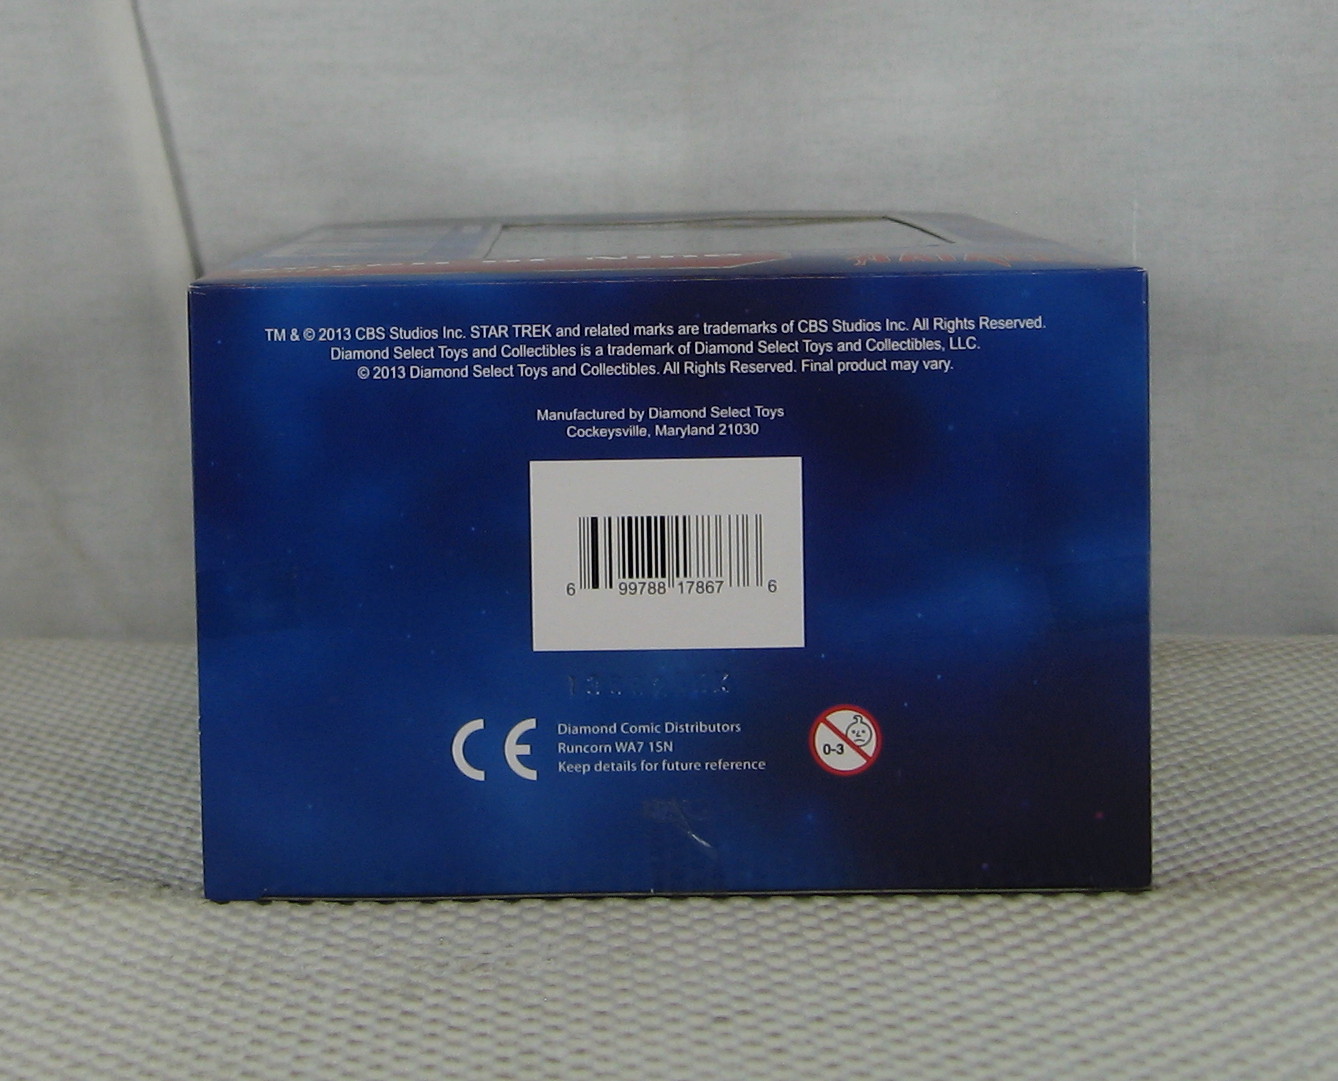 TM & © 2013 CBS Studios Inc. STAR TREK and related marks are trademarks of CBS Studios Inc. All Rights Reserved.
Diamond Select Toys and Collectibles is a trademark of Diamond Select Toys and Collectibles, LLC.
© 2013 Diamond Select Toys and Collectibles. All Rights Reserved. Final product may vary.
Manufactured by Diamond Select Toys
Cockeysville, Maryland 21030
6 99788 17867 6
CE
Diamond Comic Distributors
Runcorn WA7 1SN
Keep details for future reference
0-3